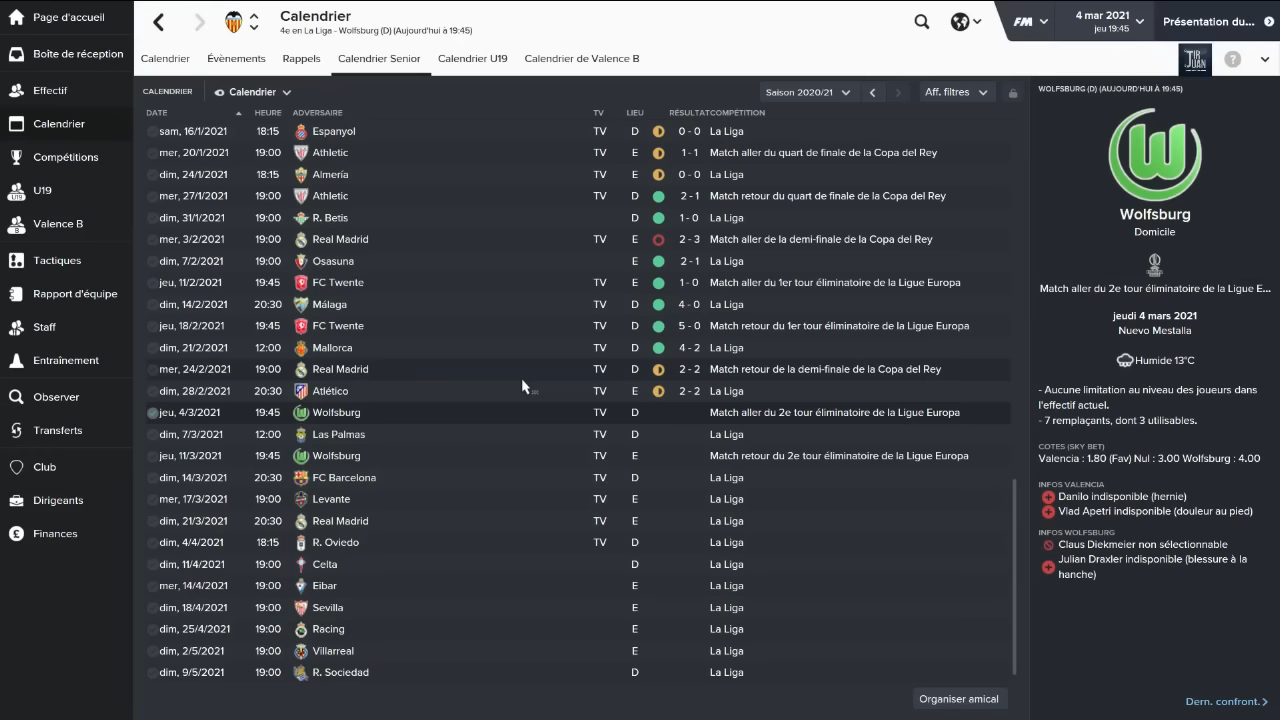 Page d'accueil
Boîte de réception
Effectif
Calendrier
Compétitions
U19
Valence B
Tactiques
Rapport d'équipe
Staff
Entraînement
Observer
Transferts
Club
Dirigeants
Finances
Calendrier
4e en La Liga - Wolfsburg (D) (Aujourd'hui à 19:45)
FM
4 mar 2021
jeu 19:45
Présentation du...
Calendrier Évènements Rappels Calendrier Senior Calendrier U19 Calendrier de Valence B
TIR JUAN
?
CALENDRIER Calendrier Saison 2020/21 Aff. filtres
DATE HEURE ADVERSAIRE TV LIEU RÉSULTAT COMPÉTITION
sam, 16/1/2021 18:15 Espanyol TV D 0 - 0 La Liga
mer, 20/1/2021 19:00 Athletic TV E 1 - 1 Match aller du quart de finale de la Copa del Rey
dim, 24/1/2021 18:15 Almería TV E 0 - 0 La Liga
mer, 27/1/2021 19:00 Athletic TV D 2 - 1 Match retour du quart de finale de la Copa del Rey
dim, 31/1/2021 19:00 R. Betis D 1 - 0 La Liga
mer, 3/2/2021 19:00 Real Madrid TV E 2 - 3 Match aller de la demi-finale de la Copa del Rey
dim, 7/2/2021 19:00 Osasuna E 2 - 1 La Liga
jeu, 11/2/2021 19:45 FC Twente TV E 1 - 0 Match aller du 1er tour éliminatoire de la Ligue Europa
dim, 14/2/2021 20:30 Málaga TV D 4 - 0 La Liga
jeu, 18/2/2021 19:45 FC Twente TV D 5 - 0 Match retour du 1er tour éliminatoire de la Ligue Europa
dim, 21/2/2021 12:00 Mallorca TV D 4 - 2 La Liga
mer, 24/2/2021 19:00 Real Madrid TV D 2 - 2 Match retour de la demi-finale de la Copa del Rey
dim, 28/2/2021 20:30 Atlético TV E 2 - 2 La Liga
jeu, 4/3/2021 19:45 Wolfsburg TV D Match aller du 2e tour éliminatoire de la Ligue Europa
dim, 7/3/2021 12:00 Las Palmas TV D La Liga
jeu, 11/3/2021 19:45 Wolfsburg TV E Match retour du 2e tour éliminatoire de la Ligue Europa
dim, 14/3/2021 19:00 FC Barcelona TV D La Liga
mer, 17/3/2021 19:00 Levante TV E La Liga
dim, 21/3/2021 20:30 Real Madrid TV E La Liga
dim, 4/4/2021 18:15 R. Oviedo TV D La Liga
dim, 11/4/2021 19:00 Celta D La Liga
mer, 14/4/2021 19:00 Eibar E La Liga
dim, 18/4/2021 19:00 Sevilla E La Liga
dim, 25/4/2021 19:00 Racing E La Liga
dim, 2/5/2021 19:00 Villarreal E La Liga
dim, 9/5/2021 19:00 R. Sociedad D La Liga
Organiser amical
WOLFSBURG (D) (AUJOURD'HUI À 19:45)
Wolfsburg
Domicile
Match aller du 2e tour éliminatoire de la Ligue E...
jeudi 4 mars 2021
Nuevo Mestalla
Humide 13°C
- Aucune limitation au niveau des joueurs dans
l'effectif actuel.
- 7 remplaçants, dont 3 utilisables.
COTES (SKY BET)
Valencia : 1.80 (Fav) Nul : 3.00 Wolfsburg : 4.00
INFOS VALENCIA
Danilo indisponible (hernie)
Vlad Apetri indisponible (douleur au pied)
INFOS WOLFSBURG
Claus Diekmeier non sélectionnable
Julian Draxler indisponible (blessure à la
hanche)
Dern. confront.